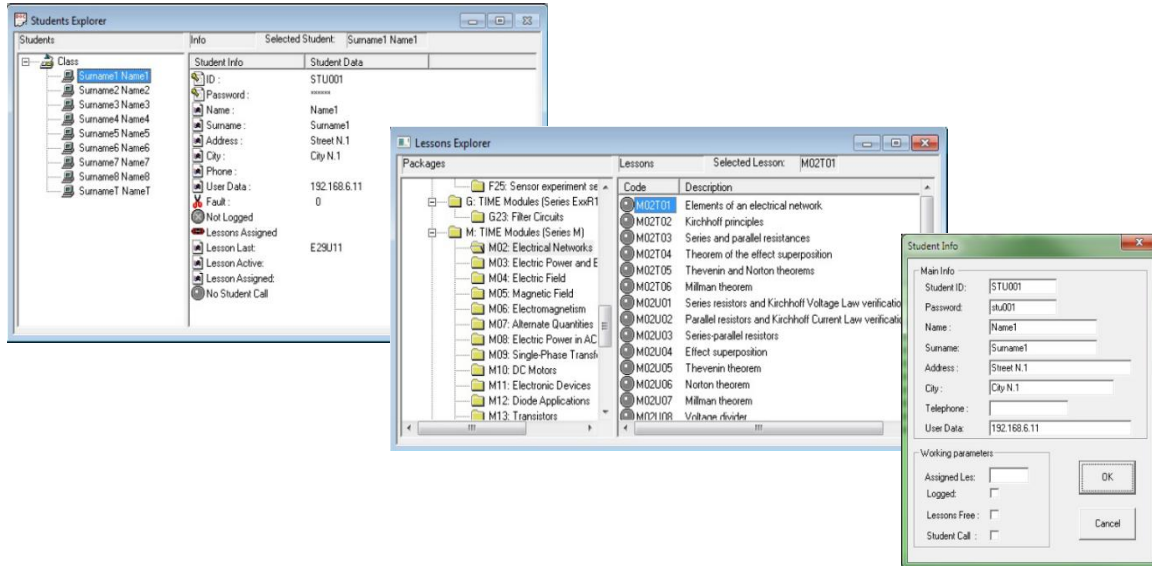 Students Explorer
Students Info Selected Student: Surname1 Name1
Class
Surname1 Name1
Surname2 Name2
Surname3 Name3
Surname4 Name4
Surname5 Name5
Surname6 Name6
Surname7 Name7
Surname8 Name8
SurnameT NameT
Student Info Student Data
ID : STU001
Password : ******
Name : Name1
Surname : Surname1
Address : Street N.1
City : City N.1
Phone :
User Data : 192.168.6.11
Fault : 0
Not Logged
Lessons Assigned
Lesson Last: E29U11
Lesson Active:
Lesson Assigned:
No Student Call
Lessons Explorer
Packages Lessons Selected Lesson: M02T01
F25: Sensor experiment se
G: TIME Modules (Series ExxR1
G23: Filter Circuits
M: TIME Modules (Series M)
M02: Electrical Networks
M03: Electric Power and E
M04: Electric Field
M05: Magnetic Field
M06: Electromagnetism
M07: Alternate Quantities
M08: Electric Power in AC
M09: Single-Phase Transfo
M10: DC Motors
M11: Electronic Devices
M12: Diode Applications
M13: Transistors
Code Description
M02T01 Elements of an electrical network
M02T02 Kirchhoff principles
M02T03 Series and parallel resistances
M02T04 Theorem of the effect superposition
M02T05 Thevenin and Norton theorems
M02T06 Millman theorem
M02U01 Series resistors and Kirchhoff Voltage Law verificatio
M02U02 Parallel resistors and Kirchhoff Current Law verificatio
M02U03 Series-parallel resistors
M02U04 Effect superposition
M02U05 Thevenin theorem
M02U06 Norton theorem
M02U07 Millman theorem
M02U08 Voltage divider
Student Info
Main Info
Student ID: STU001
Password: stu001
Name : Name1
Surname: Surname1
Address : Street N.1
City : City N.1
Telephone :
User Data: 192.168.6.11
Working parameters
Assigned Les:
Logged:
Lessons Free :
Student Call :
OK
Cancel